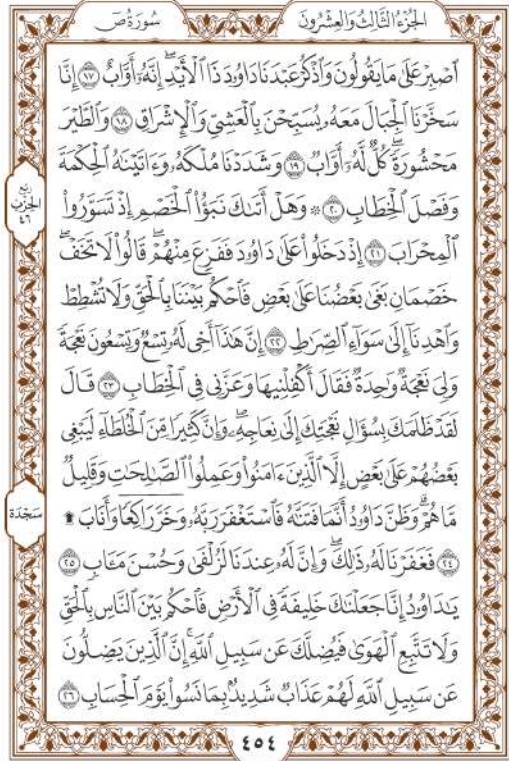 الجُزْءُ الثَّالِثُ وَالعِشْرُونَ
سُورَةُ صٓ
ٱصۡبِرۡ عَلَىٰ مَا يَقُولُونَ وَٱذۡكُرۡ عَبۡدَنَا دَاوُۥدَ ذَا ٱلۡأَيۡدِۖ إِنَّهُۥٓ أَوَّابٌ ١٧ إِنَّا
سَخَّرۡنَا ٱلۡجِبَالَ مَعَهُۥ يُسَبِّحۡنَ بِٱلۡعَشِيِّ وَٱلۡإِشۡرَاقِ ١٨ وَٱلطَّيۡرَ
مَحۡشُورَةٗۖ كُلّٞ لَّهُۥٓ أَوَّابٞ ١٩ وَشَدَدۡنَا مُلۡكَهُۥ وَءَاتَيۡنَٰهُ ٱلۡحِكۡمَةَ
وَفَصۡلَ ٱلۡخِطَابِ ٢٠ ۞ وَهَلۡ أَتَىٰكَ نَبَؤُاْ ٱلۡخَصۡمِ إِذۡ تَسَوَّرُواْ
ٱلۡمِحۡرَابَ ٢١ إِذۡ دَخَلُواْ عَلَىٰ دَاوُۥدَ فَفَزِعَ مِنۡهُمۡۖ قَالُواْ لَا تَخَفۡۖ
خَصۡمَانِ بَغَىٰ بَعۡضُنَا عَلَىٰ بَعۡضٖ فَٱحۡكُم بَيۡنَنَا بِٱلۡحَقِّ وَلَا تُشۡطِطۡ
وَٱهۡدِنَآ إِلَىٰ سَوَآءِ ٱلصِّرَٰطِ ٢٢ إِنَّ هَٰذَآ أَخِي لَهُۥ تِسۡعٞ وَتِسۡعُونَ نَعۡجَةٗ
وَلِيَ نَعۡجَةٞ وَٰحِدَةٞ فَقَالَ أَكۡفِلۡنِيهَا وَعَزَّنِي فِي ٱلۡخِطَابِ ٢٣ قَالَ
لَقَدۡ ظَلَمَكَ بِسُؤَالِ نَعۡجَتِكَ إِلَىٰ نِعَاجِهِۦۖ وَإِنَّ كَثِيرٗا مِّنَ ٱلۡخُلَطَآءِ لَيَبۡغِي
بَعۡضُهُمۡ عَلَىٰ بَعۡضٍ إِلَّا ٱلَّذِينَ ءَامَنُواْ وَعَمِلُواْ ٱلصَّٰلِحَٰتِ وَقَلِيلٞ
مَّا هُمۡۗ وَظَنَّ دَاوُۥدُ أَنَّمَا فَتَنَّٰهُ فَٱسۡتَغۡفَرَ رَبَّهُۥ وَخَرَّۤ رَاكِعٗاۤ وَأَنَابَ ۩
٢٤ فَغَفَرۡنَا لَهُۥ ذَٰلِكَۖ وَإِنَّ لَهُۥ عِندَنَا لَزُلۡفَىٰ وَحُسۡنَ مَـَٔابٖ ٢٥
يَٰدَاوُۥدُ إِنَّا جَعَلۡنَٰكَ خَلِيفَةٗ فِي ٱلۡأَرۡضِ فَٱحۡكُم بَيۡنَ ٱلنَّاسِ بِٱلۡحَقِّ
وَلَا تَتَّبِعِ ٱلۡهَوَىٰ فَيُضِلَّكَ عَن سَبِيلِ ٱللَّهِۚ إِنَّ ٱلَّذِينَ يَضِلُّونَ
عَن سَبِيلِ ٱللَّهِ لَهُمۡ عَذَابٞ شَدِيدُۢ بِمَا نَسُواْ يَوۡمَ ٱلۡحِسَابِ ٢٦
ربع
الحِزْب
٤٦
سَجْدَة
٤٥٤